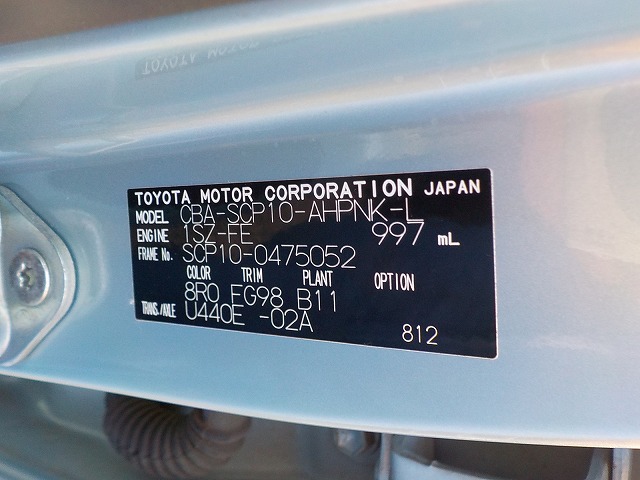 TOYOTA MOTOR CORPORATION JAPAN
MODEL CBA-SCP10-AHPNK-L
ENGINE 1SZ-FE 997 mL
FRAME No. SCP10-0475052
COLOR TRIM PLANT OPTION
8R0 FG98 B11
TRANS./AXLE U440E -02A
812